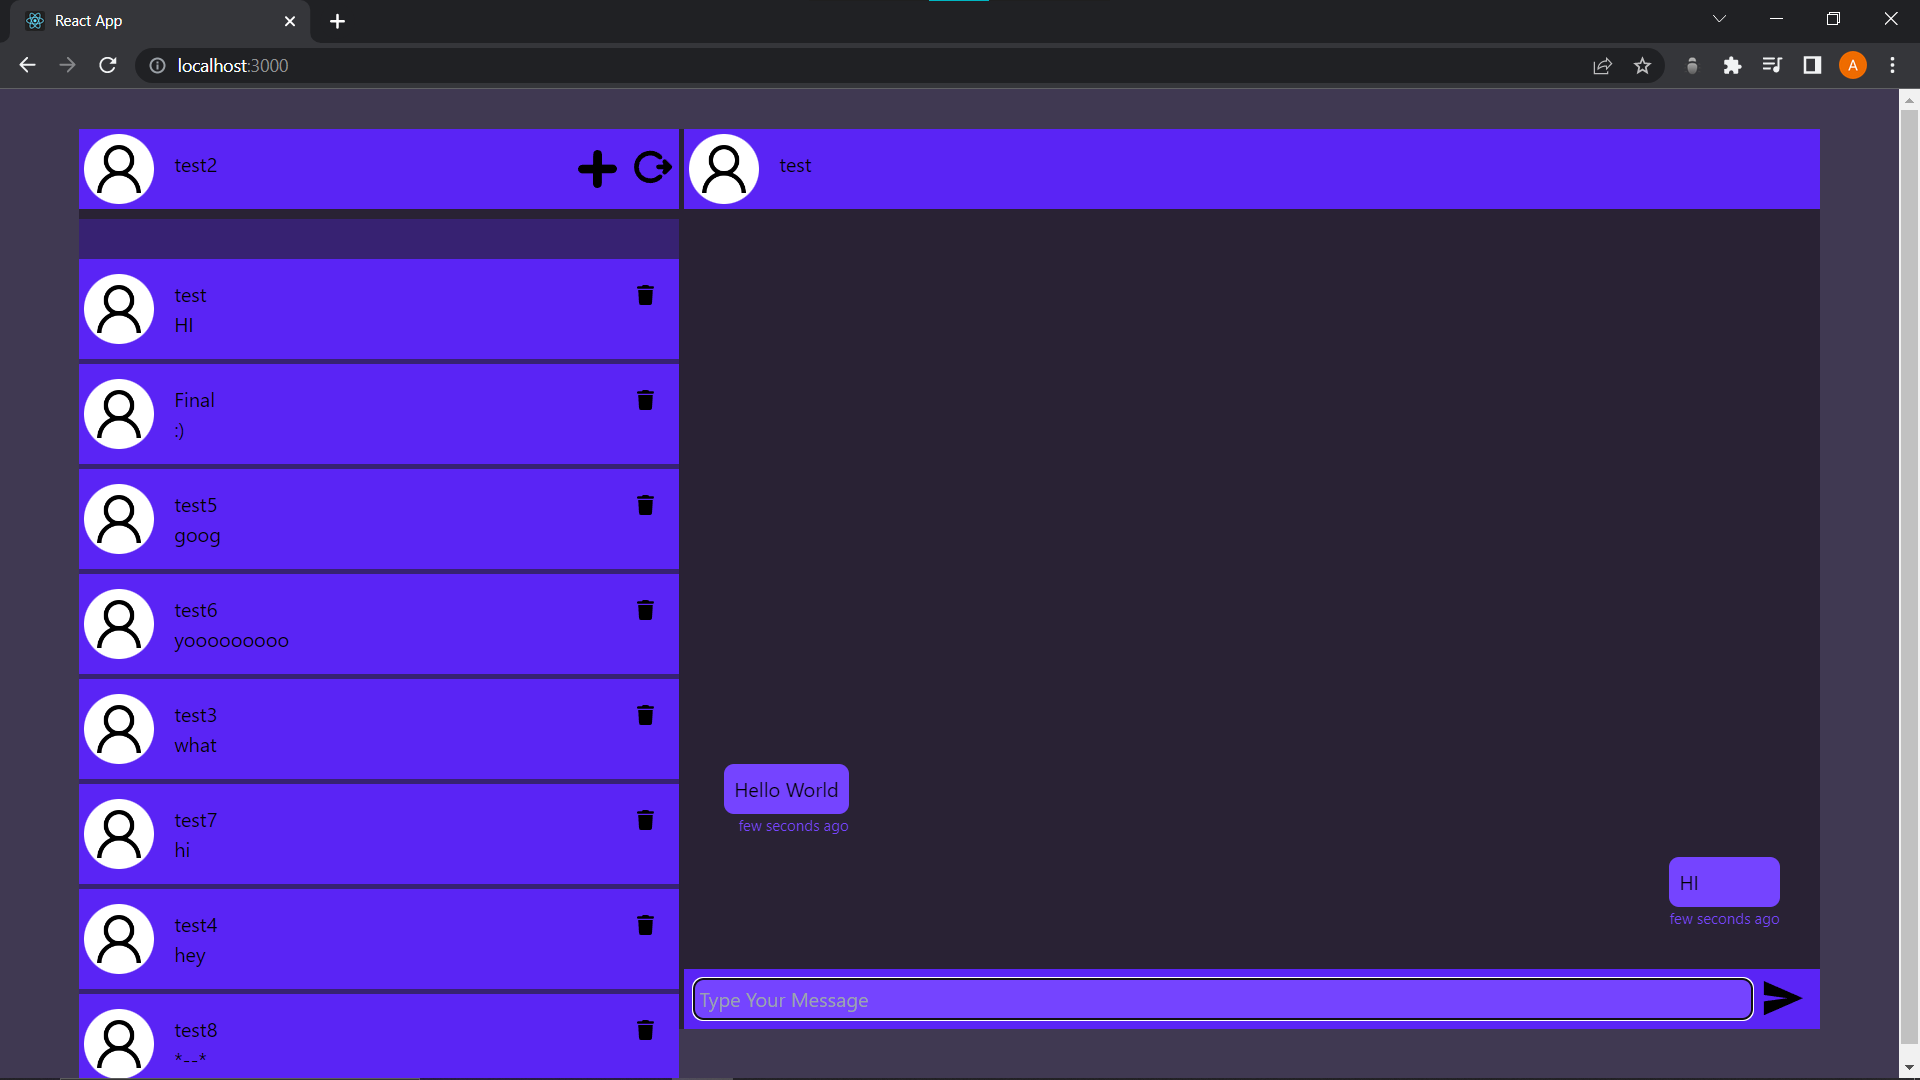 React App
localhost:3000
A
test2
test
test
HI
Final
:)
test5
goog
test6
yooooooooo
test3
what
test7
hi
test4
hey
test8
*--*
Hello World
few seconds ago
HI
few seconds ago
Type Your Message